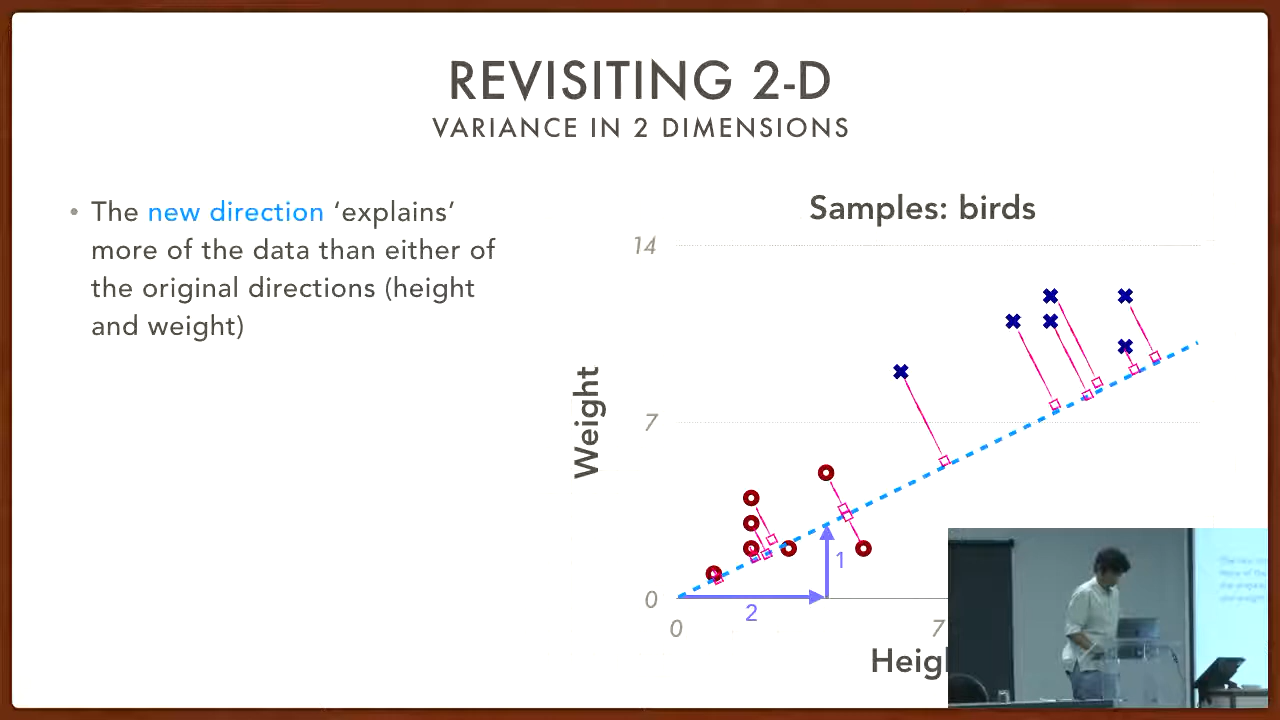 REVISITING 2-D
VARIANCE IN 2 DIMENSIONS
• The new direction ‘explains’
more of the data than either of
the original directions (height
and weight)
Samples: birds
14
Weight
7
1
0
2
0
7